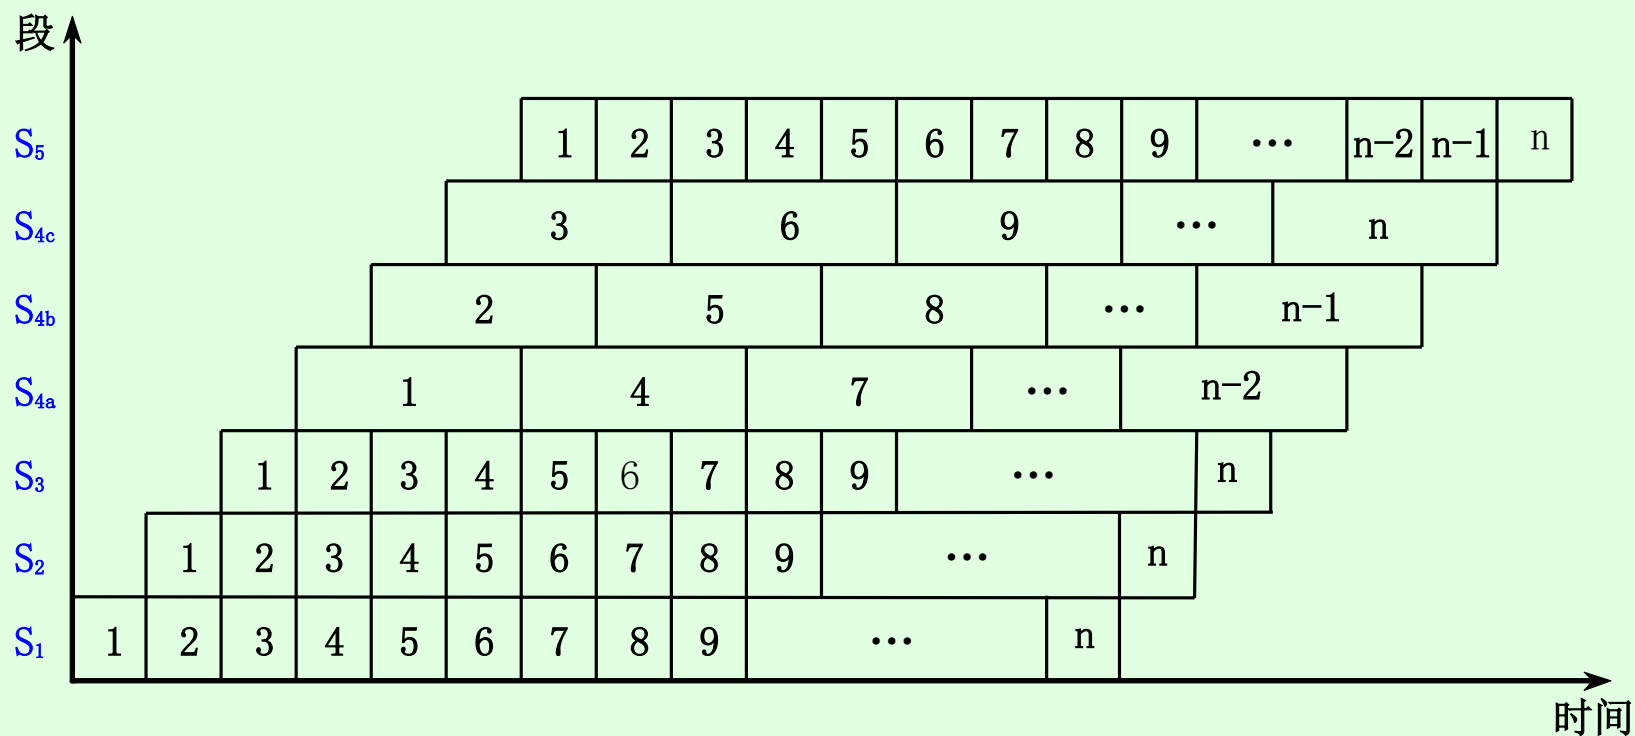 段
S₅ 1 2 3 4 5 6 7 8 9 … n-2 n-1 n
S₄c 3 6 9 … n
S₄b 2 5 8 … n-1
S₄a 1 4 7 … n-2
S₃ 1 2 3 4 5 6 7 8 9 … n
S₂ 1 2 3 4 5 6 7 8 9 … n
S₁ 1 2 3 4 5 6 7 8 9 … n
时间